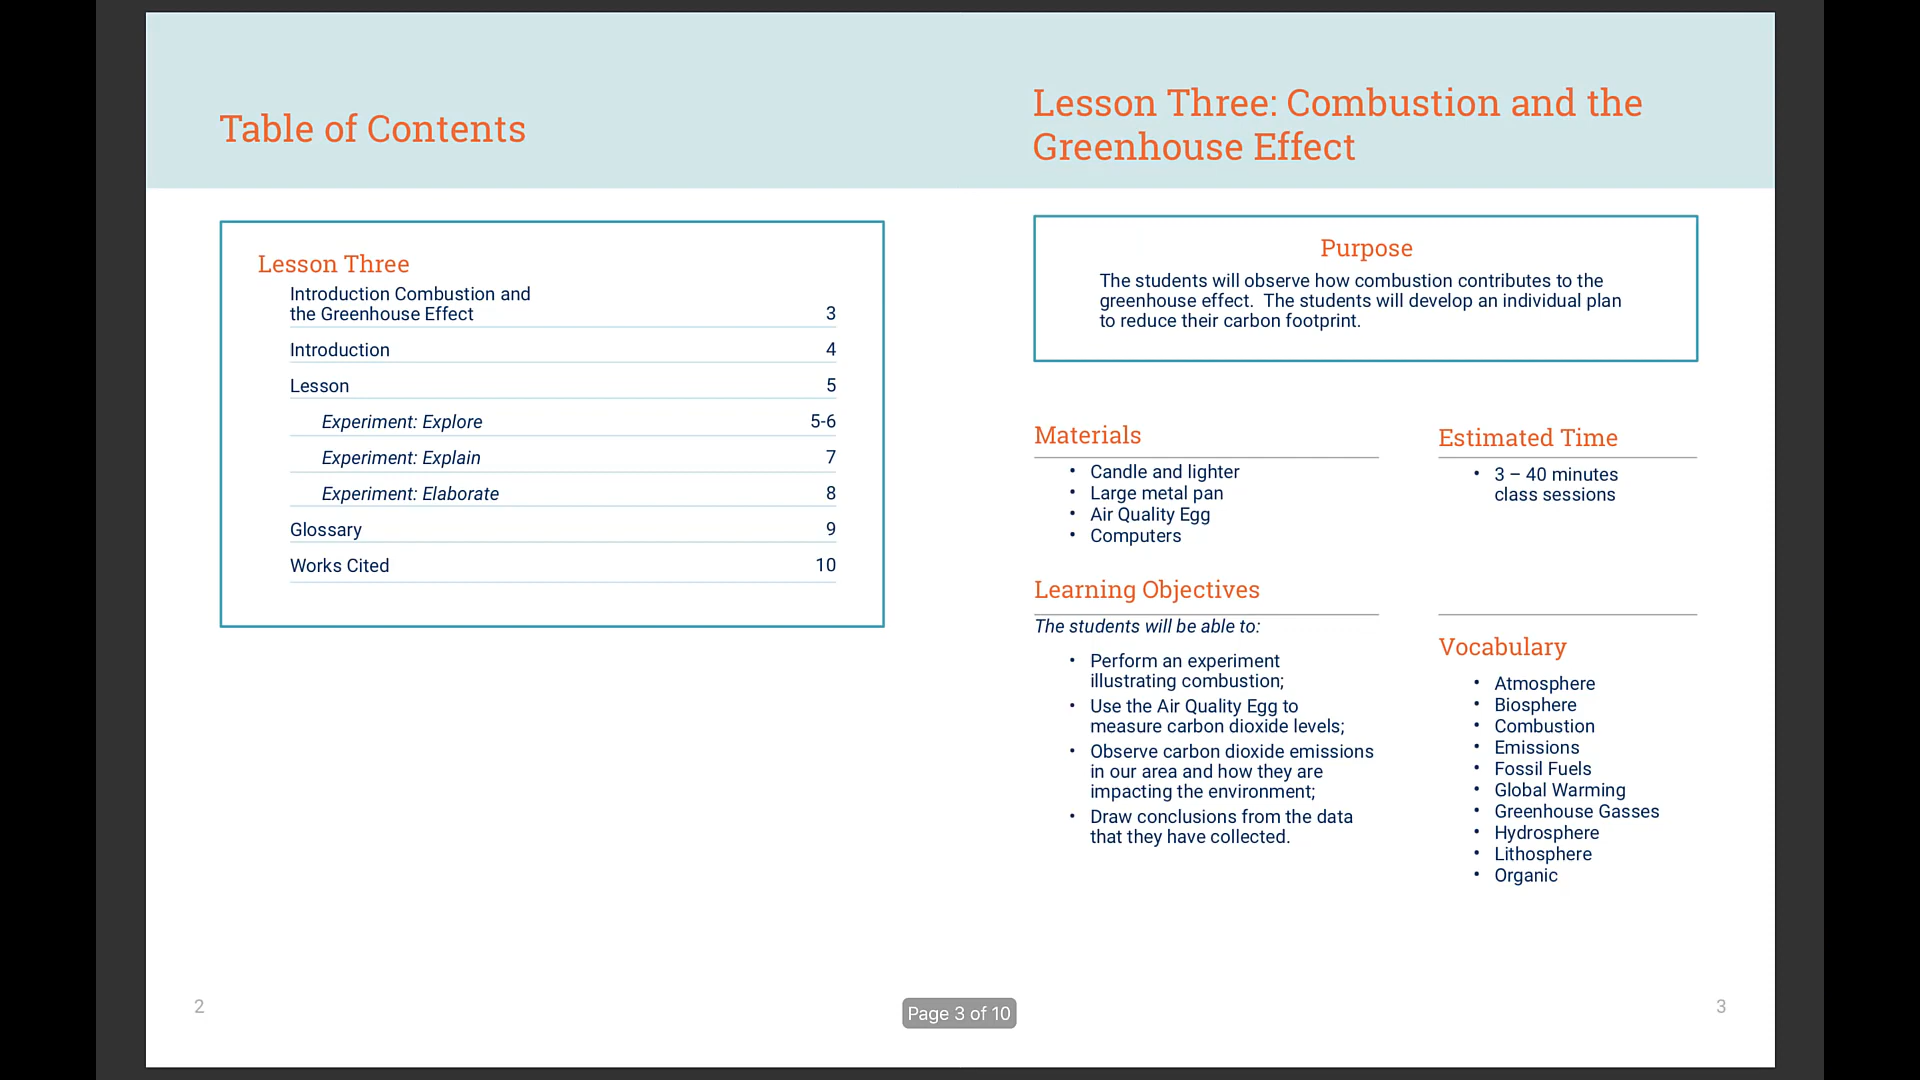 Table of Contents
Lesson Three
Introduction Combustion and
the Greenhouse Effect 3
Introduction 4
Lesson 5
Experiment: Explore 5-6
Experiment: Explain 7
Experiment: Elaborate 8
Glossary 9
Works Cited 10
2
Lesson Three: Combustion and the
Greenhouse Effect
Purpose
The students will observe how combustion contributes to the
greenhouse effect.  The students will develop an individual plan
to reduce their carbon footprint.
Materials
• Candle and lighter
• Large metal pan
• Air Quality Egg
• Computers
Estimated Time
• 3 – 40 minutes
class sessions
Learning Objectives
The students will be able to:
• Perform an experiment
illustrating combustion;
• Use the Air Quality Egg to
measure carbon dioxide levels;
• Observe carbon dioxide emissions
in our area and how they are
impacting the environment;
• Draw conclusions from the data
that they have collected.
Vocabulary
• Atmosphere
• Biosphere
• Combustion
• Emissions
• Fossil Fuels
• Global Warming
• Greenhouse Gasses
• Hydrosphere
• Lithosphere
• Organic
3
Page 3 of 10